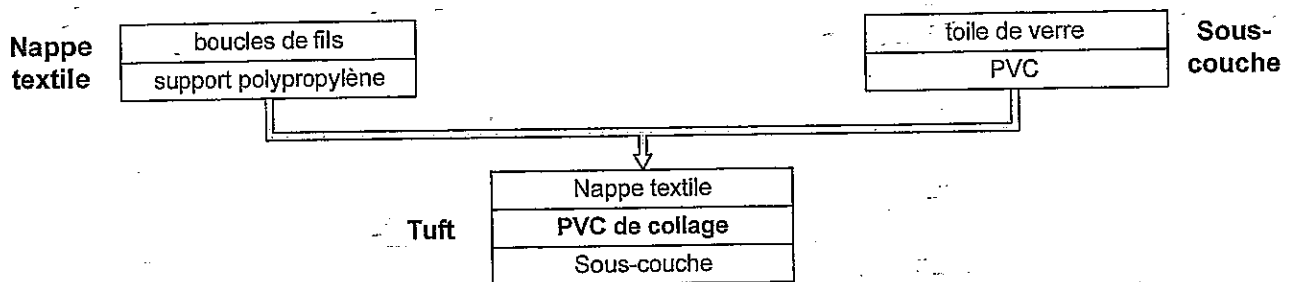 Nappe
textile
boucles de fils
support polypropylène
toile de verre
PVC
Sous-
couche
Tuft
Nappe textile
PVC de collage
Sous-couche